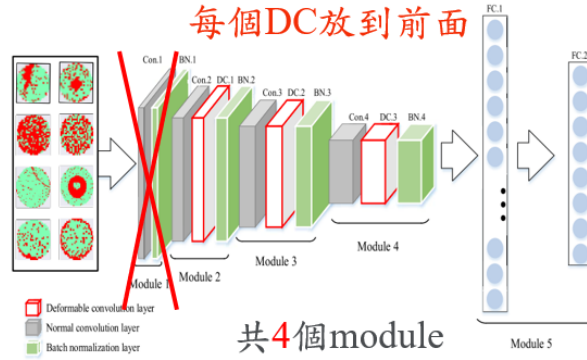 每個DC放到前面
FC.1
FC.2
Con.1
BN.1
Con.2
DC.1
BN.2
Con.3
DC.2
BN.3
Con.4
DC.3
BN.4
Module 1
Module 2
Module 3
Module 4
Module 5
Deformable convolution layer
Normal convolution layer
Batch normalization layer
共4個module